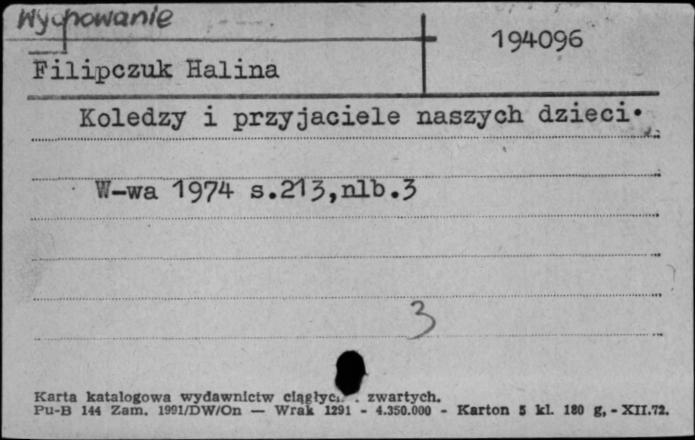 Wychowanie
194096
Filipczuk Halina
Koledzy i przyjaciele naszych dzieci.
W-wa 1974 s.213,nlb.3
3
Karta katalogowa wydawnictw ciągłych zwartych.
Pu-B 144 Zam. 1991/DW/On — Wrak 1291 - 4.350.000 - Karton 5 kl. 180 g, - XII.72.